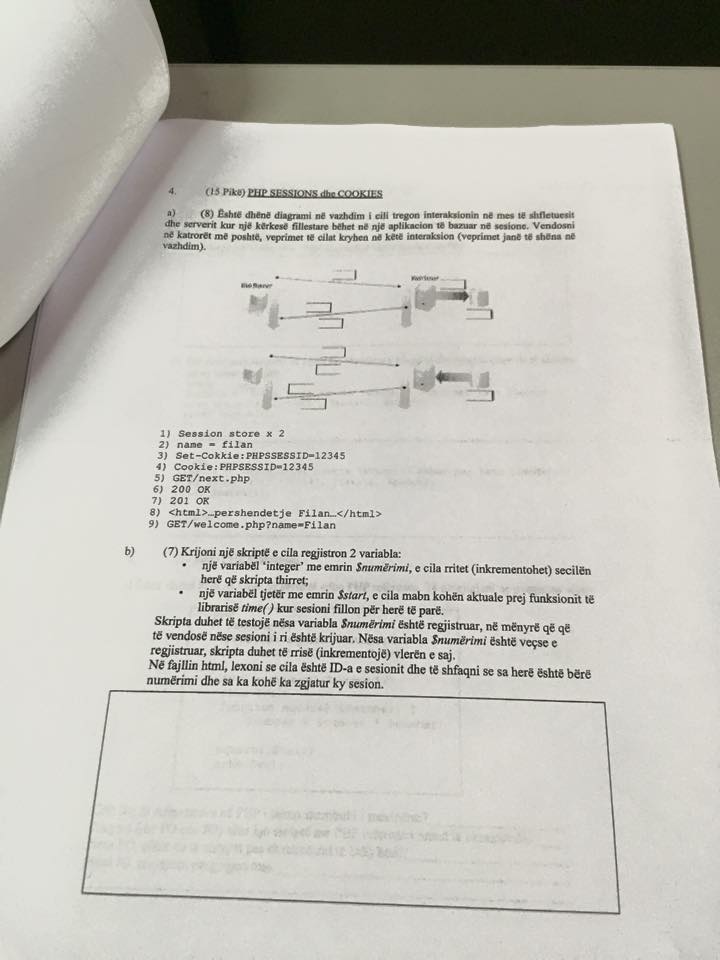 4. (15 Pikë) PHP SESSIONS dhe COOKIES
a) (8) Është dhënë diagrami në vazhdim i cili tregon interaksionin në mes të shfletuesit
dhe serverit kur një kërkesë fillestare bëhet në një aplikacion të bazuar në sesione. Vendosni
në katrorët më poshtë, veprimet të cilat kryhen në këtë interaksion (veprimet janë të shëna në
vazhdim).
Web Browser
Web Server
1) Session store x 2
2) name = filan
3) Set-Cokkie:PHPSSESSID=12345
4) Cookie:PHPSESSID=12345
5) GET/next.php
6) 200 OK
7) 201 OK
8) <html>…pershendetje Filan…</html>
9) GET/welcome.php?name=Filan
b) (7) Krijoni një skriptë e cila regjistron 2 variabla:
• një variabël ‘integer’ me emrin $numërimi, e cila rritet (inkrementohet) secilën
herë që skripta thirret;
• një variabël tjetër me emrin $start, e cila mabn kohën aktuale prej funksionit të
librarisë time() kur sesioni fillon për herë të parë.
Skripta duhet të testojë nësa variabla $numërimi është regjistruar, në mënyrë që që
të vendosë nëse sesioni i ri është krijuar. Nësa variabla $numërimi është veçse e
regjistruar, skripta duhet të rrisë (inkrementojë) vlerën e saj.
Në fajllin html, lexoni se cila është ID-a e sesionit dhe të shfaqni se sa herë është bërë
numërimi dhe sa ka kohë ka zgjatur ky sesion.